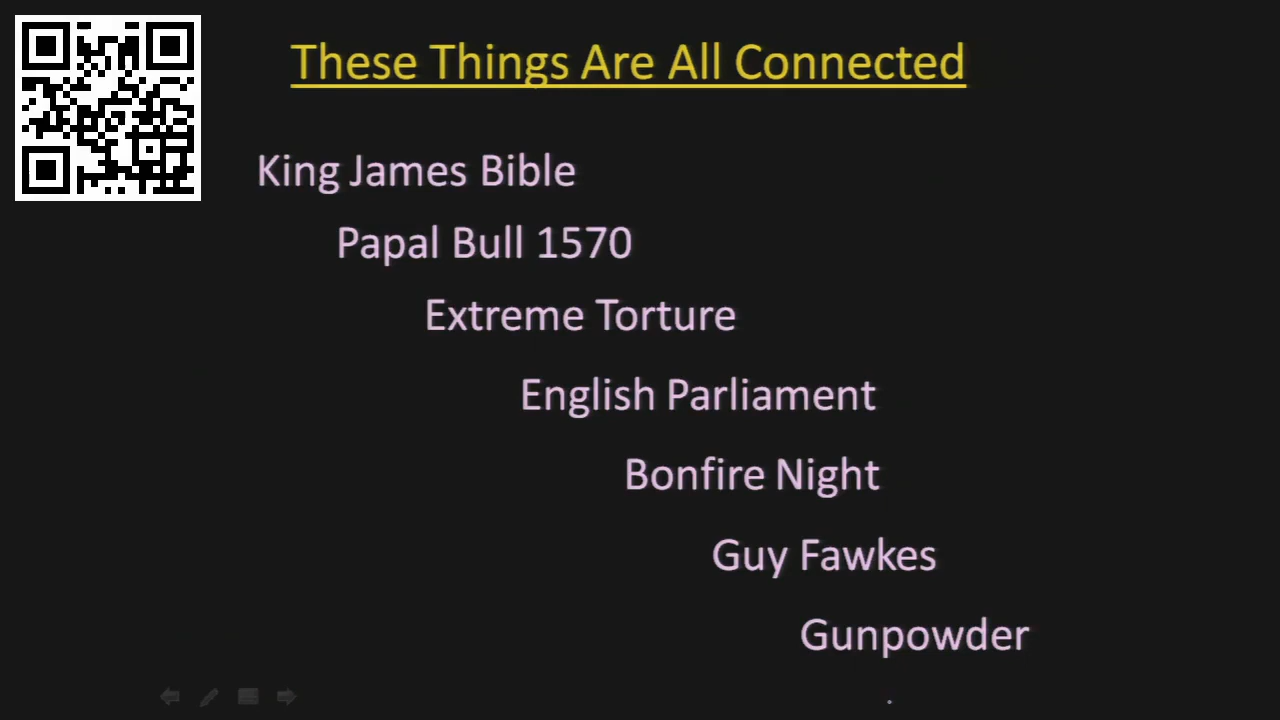 These Things Are All Connected
King James Bible
Papal Bull 1570
Extreme Torture
English Parliament
Bonfire Night
Guy Fawkes
Gunpowder